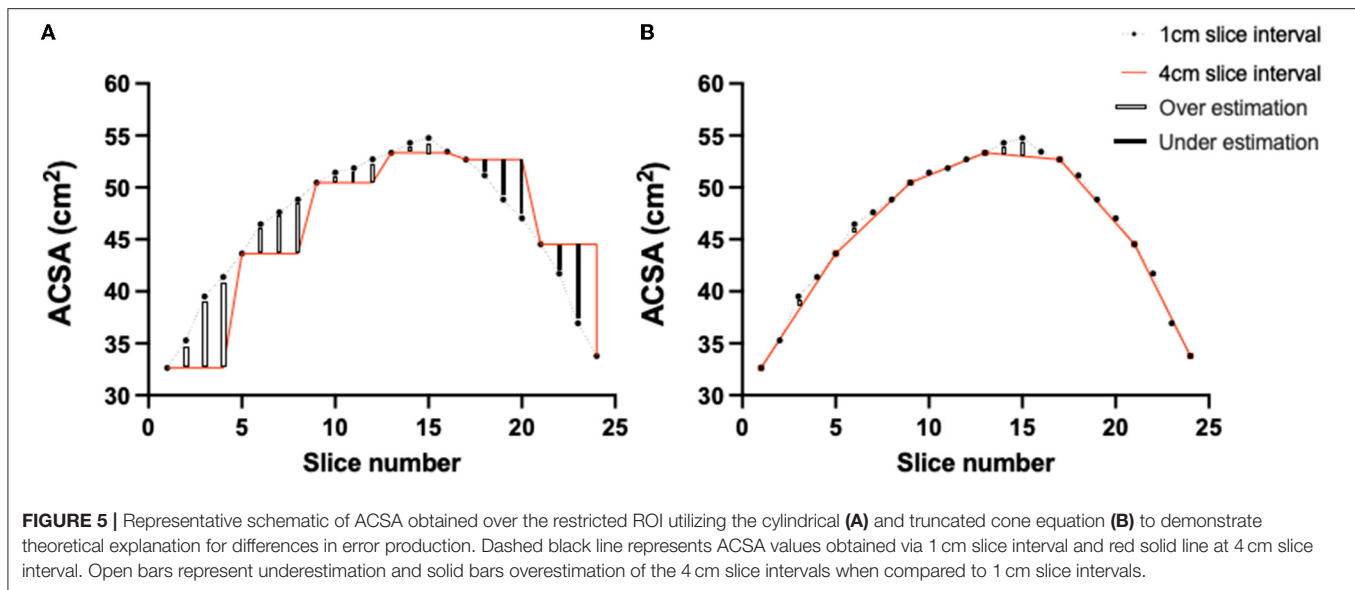 A
B
1cm slice interval
4cm slice interval
Over estimation
Under estimation
60
55
50
45
40
35
30
ACSA (cm²)
0 5 10 15 20 25
Slice number
60
55
50
45
40
35
30
ACSA (cm²)
0 5 10 15 20 25
Slice number
FIGURE 5 | Representative schematic of ACSA obtained over the restricted ROI utilizing the cylindrical (A) and truncated cone equation (B) to demonstrate
theoretical explanation for differences in error production. Dashed black line represents ACSA values obtained via 1 cm slice interval and red solid line at 4 cm slice
interval. Open bars represent underestimation and solid bars overestimation of the 4 cm slice intervals when compared to 1 cm slice intervals.